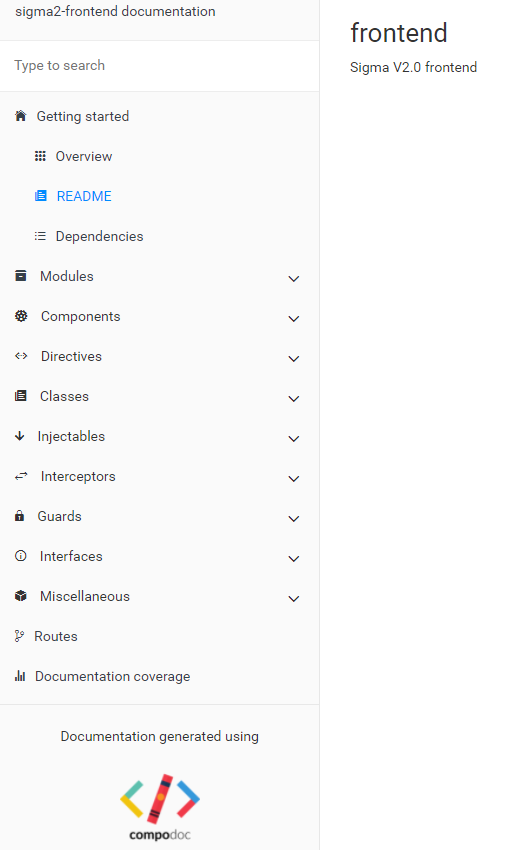 sigma2-frontend documentation
Type to search
Getting started
Overview
README
Dependencies
Modules
Components
Directives
Classes
Injectables
Interceptors
Guards
Interfaces
Miscellaneous
Routes
Documentation coverage
Documentation generated using
compodoc
frontend
Sigma V2.0 frontend